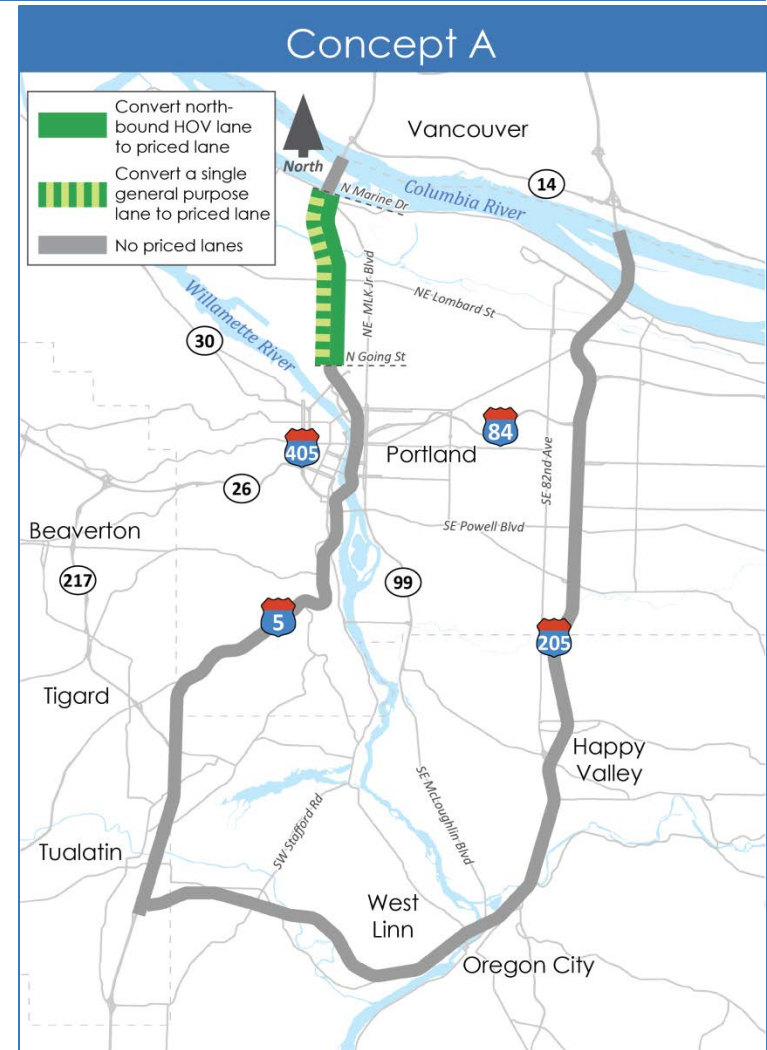 Concept A
Convert north-
bound HOV lane
to priced lane
Convert a single
general purpose
lane to priced lane
No priced lanes
North
Vancouver
14
Columbia River
N Marine Dr
NE MLK Jr Blvd
NE Lombard St
Willamette River
30
N Going St
405
84
Portland
26
SE 82nd Ave
SE Powell Blvd
Beaverton
217
99
5
205
Tigard
Happy
Valley
SE McLoughlin Blvd
SW Stafford Rd
Tualatin
West
Linn
Oregon City